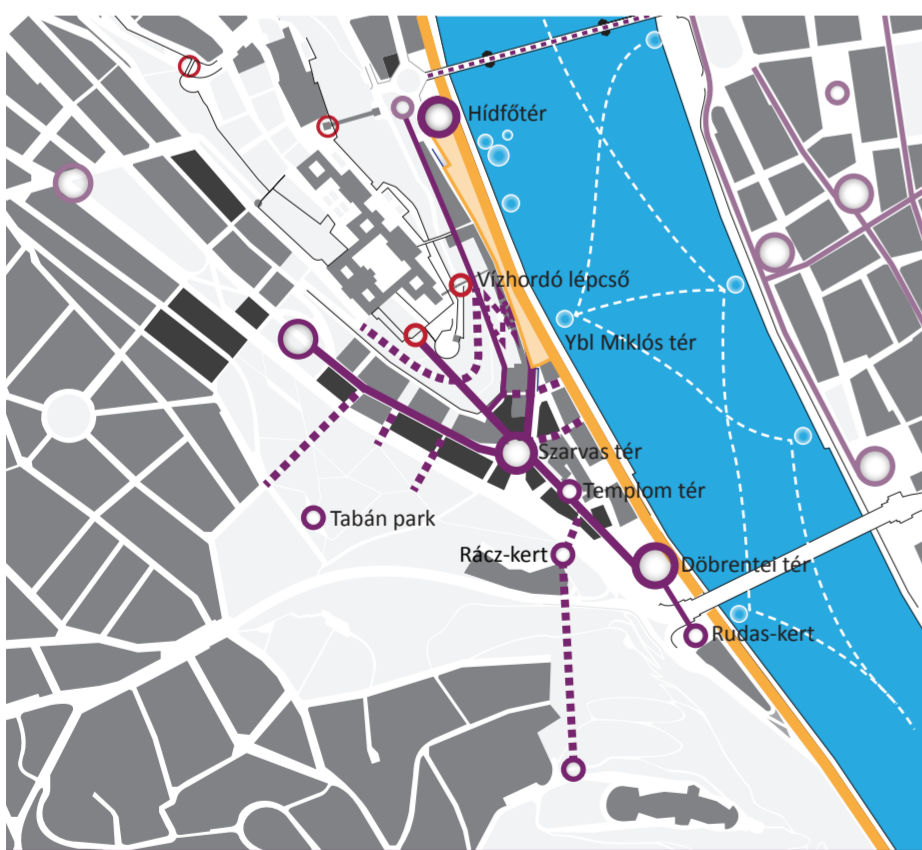 Hídfőtér
Vízhordó lépcső
Ybl Miklós tér
Szarvas tér
Templom tér
Tabán park
Rácz-kert
Döbrentei tér
Rudas-kert